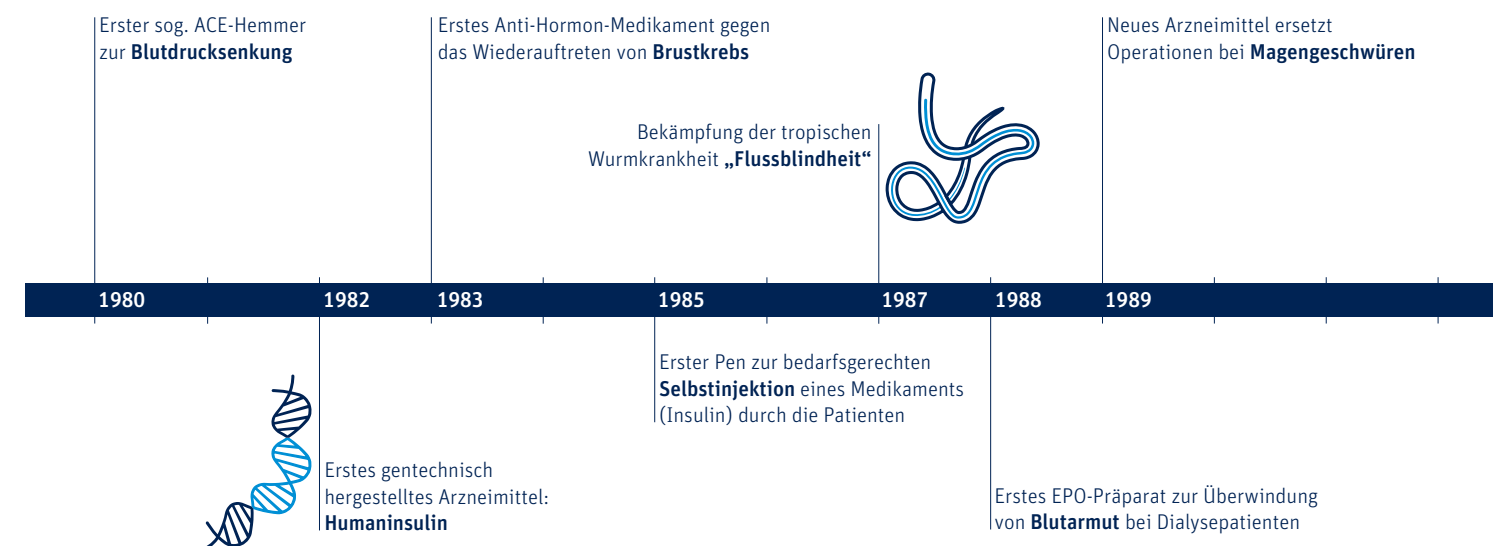 Erster sog. ACE-Hemmer
zur Blutdrucksenkung
Erstes Anti-Hormon-Medikament gegen
das Wiederauftreten von Brustkrebs
Neues Arzneimittel ersetzt
Operationen bei Magengeschwüren
Bekämpfung der tropischen
Wurmkrankheit „Flussblindheit“
1980 1982 1983 1985 1987 1988 1989
Erster Pen zur bedarfsgerechten
Selbstinjektion eines Medikaments
(Insulin) durch die Patienten
Erstes gentechnisch
hergestelltes Arzneimittel:
Humaninsulin
Erstes EPO-Präparat zur Überwindung
von Blutarmut bei Dialysepatienten